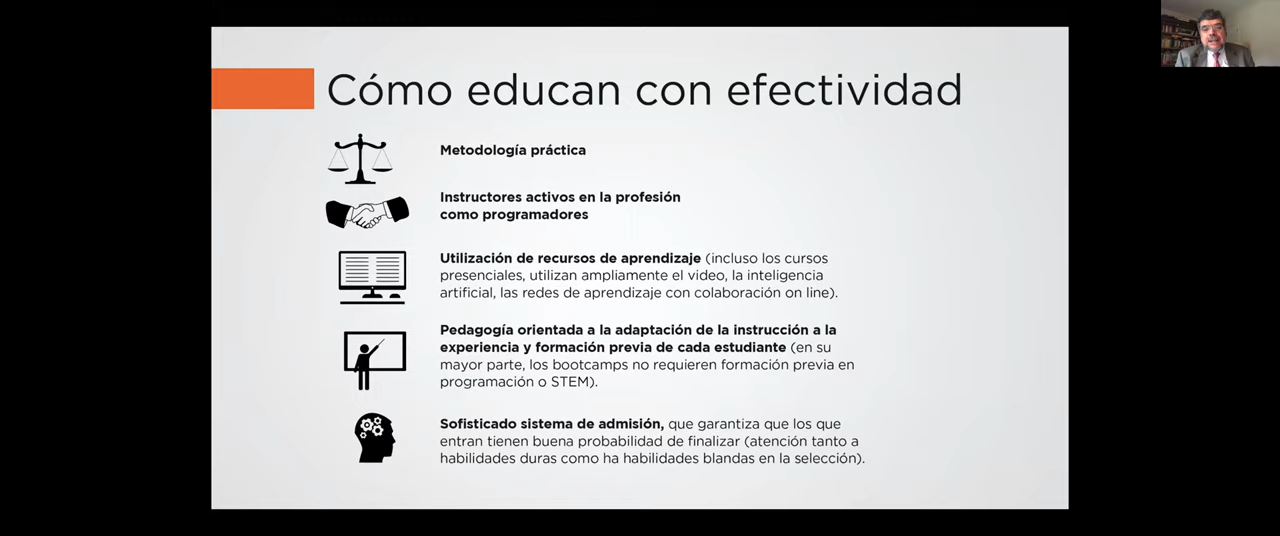 Cómo educan con efectividad
Metodología práctica
Instructores activos en la profesión
como programadores
Utilización de recursos de aprendizaje (incluso los cursos
presenciales, utilizan ampliamente el video, la inteligencia
artificial, las redes de aprendizaje con colaboración on line).
Pedagogía orientada a la adaptación de la instrucción a la
experiencia y formación previa de cada estudiante (en su
mayor parte, los bootcamps no requieren formación previa en
programación o STEM).
Sofisticado sistema de admisión, que garantiza que los que
entran tienen buena probabilidad de finalizar (atención tanto a
habilidades duras como ha habilidades blandas en la selección).